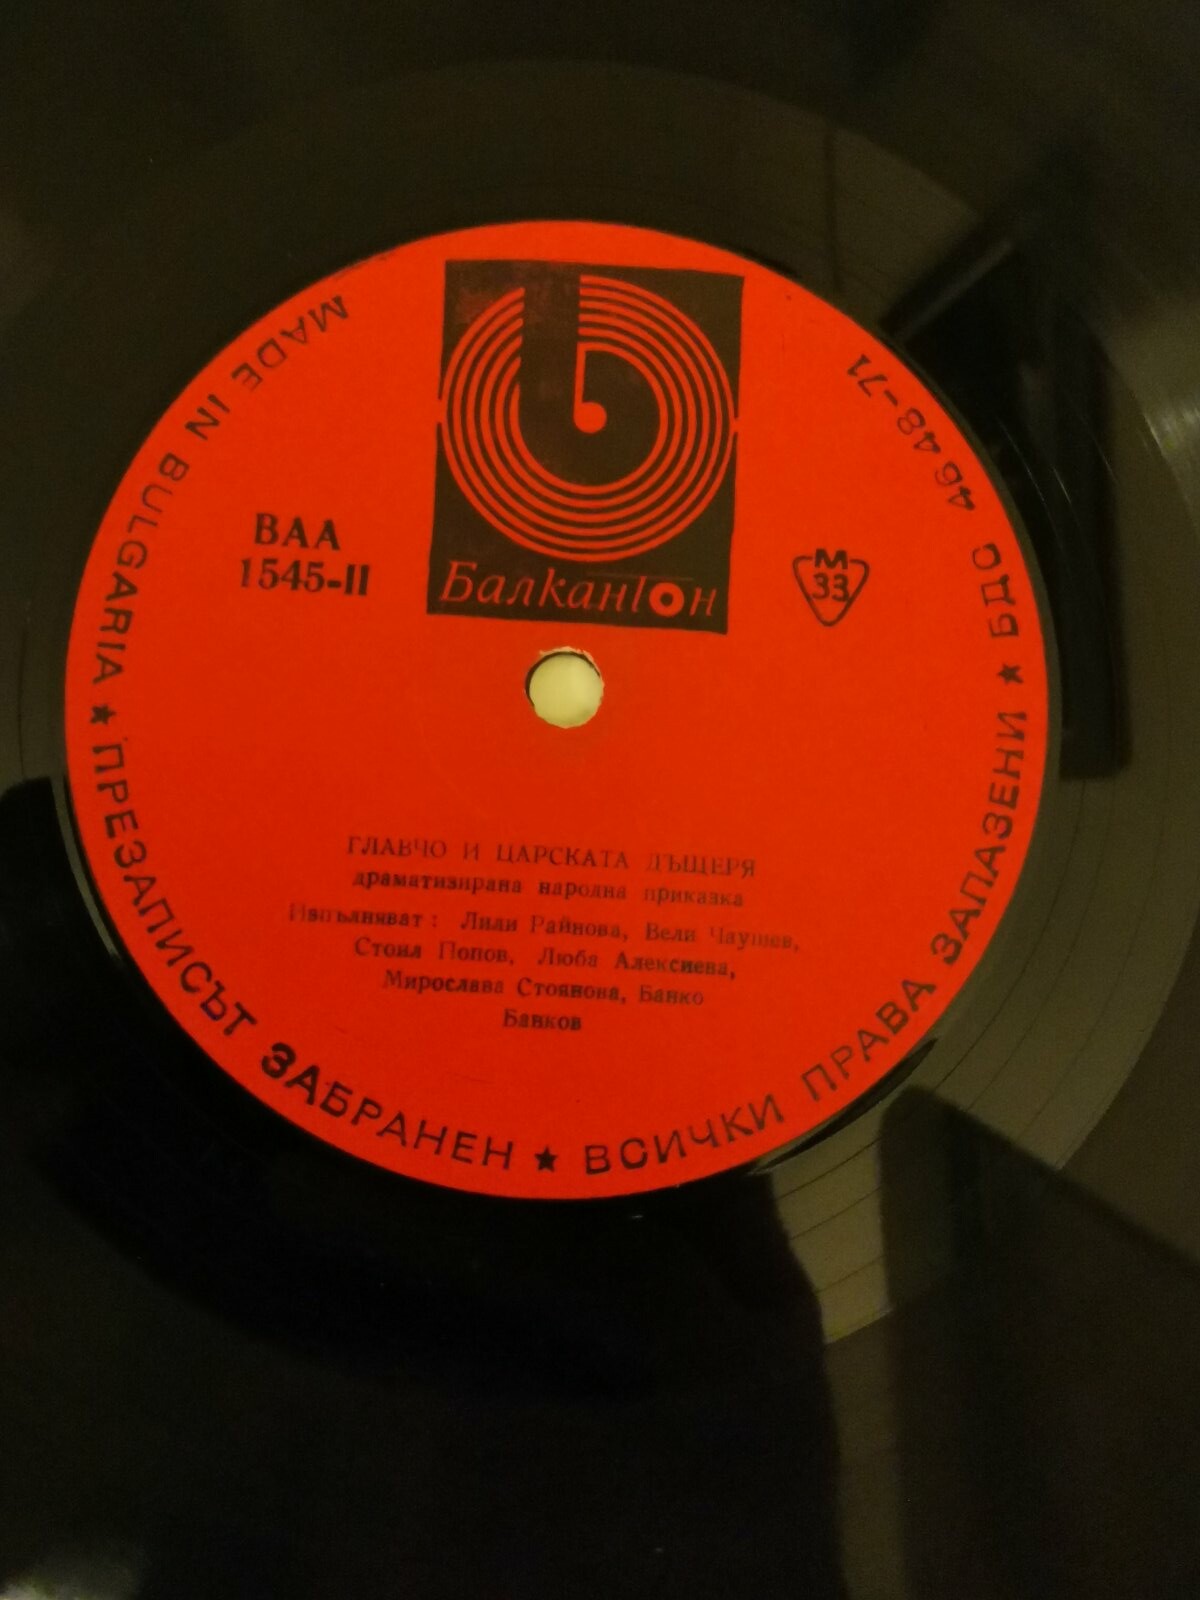 Балкантон
ВАА
1545-II
М
33
ГЛАВЧО И ЦАРСКАТА ДЪЩЕРЯ
драматизирана народна приказка
Изпълняват: Лили Райнова, Вели Чаушев,
Стоил Попов, Люба Алексиева,
Мирослава Стоянова, Банко
Банков
MADE IN BULGARIA ★ ПРЕЗАПИСЪТ ЗАБРАНЕН ★ ВСИЧКИ ПРАВА ЗАПАЗЕНИ ★ БДС 4648-71